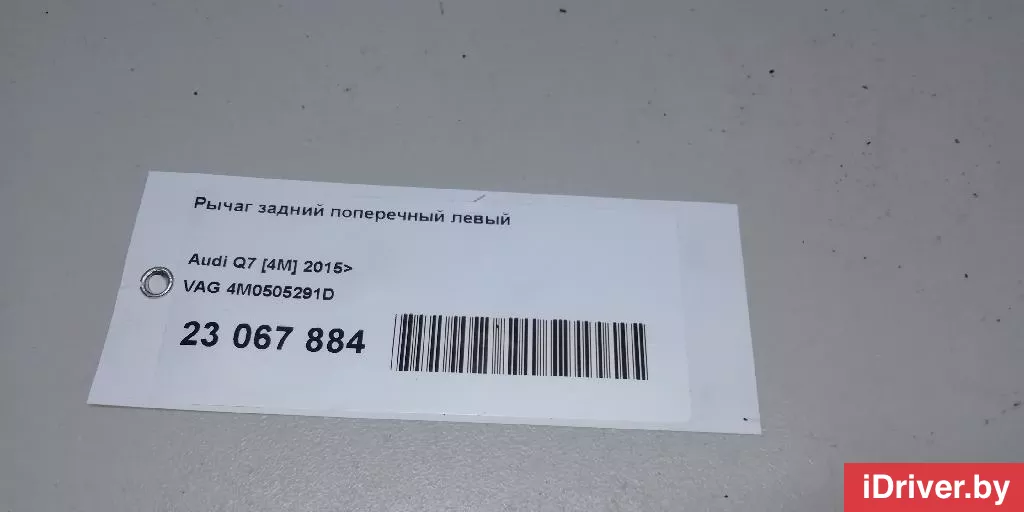 Рычаг задний поперечный левый
Audi Q7 [4M] 2015>
VAG 4M0505291D
23 067 884
iDriver.by